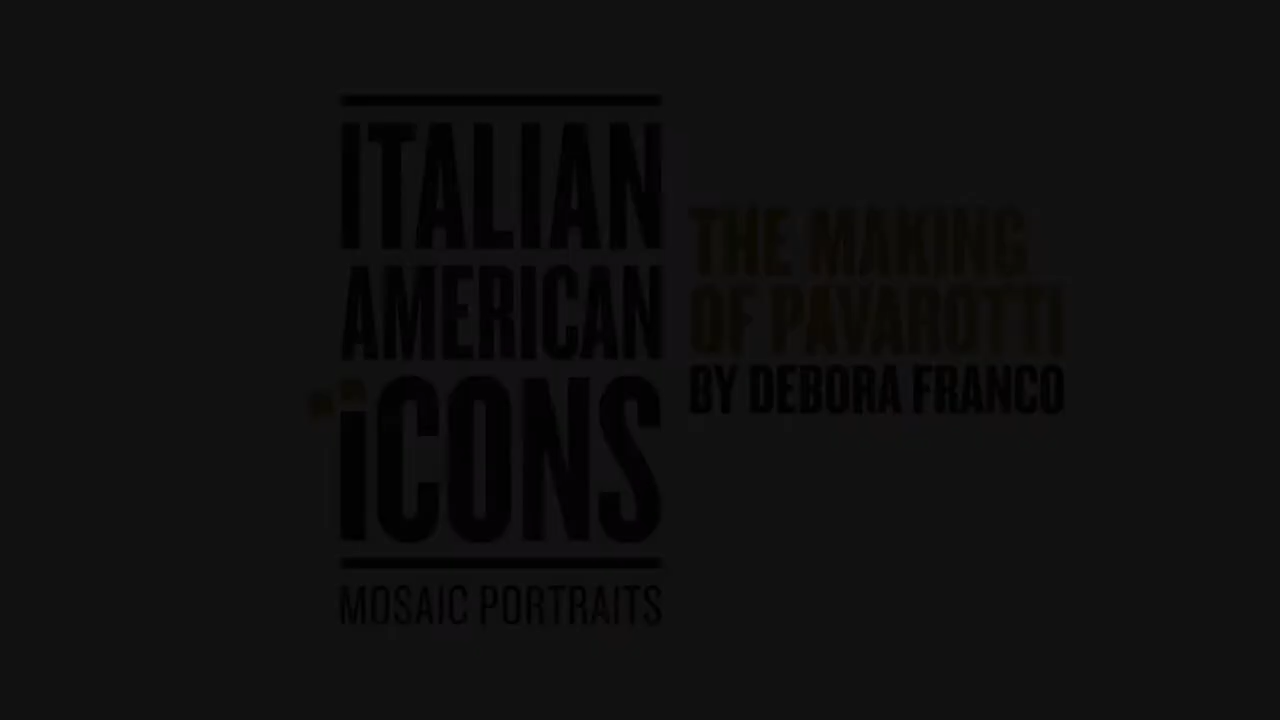 ITALIAN
AMERICAN
iCONS
MOSAIC PORTRAITS
THE MAKING
OF PAVAROTTI
BY DEBORA FRANCO